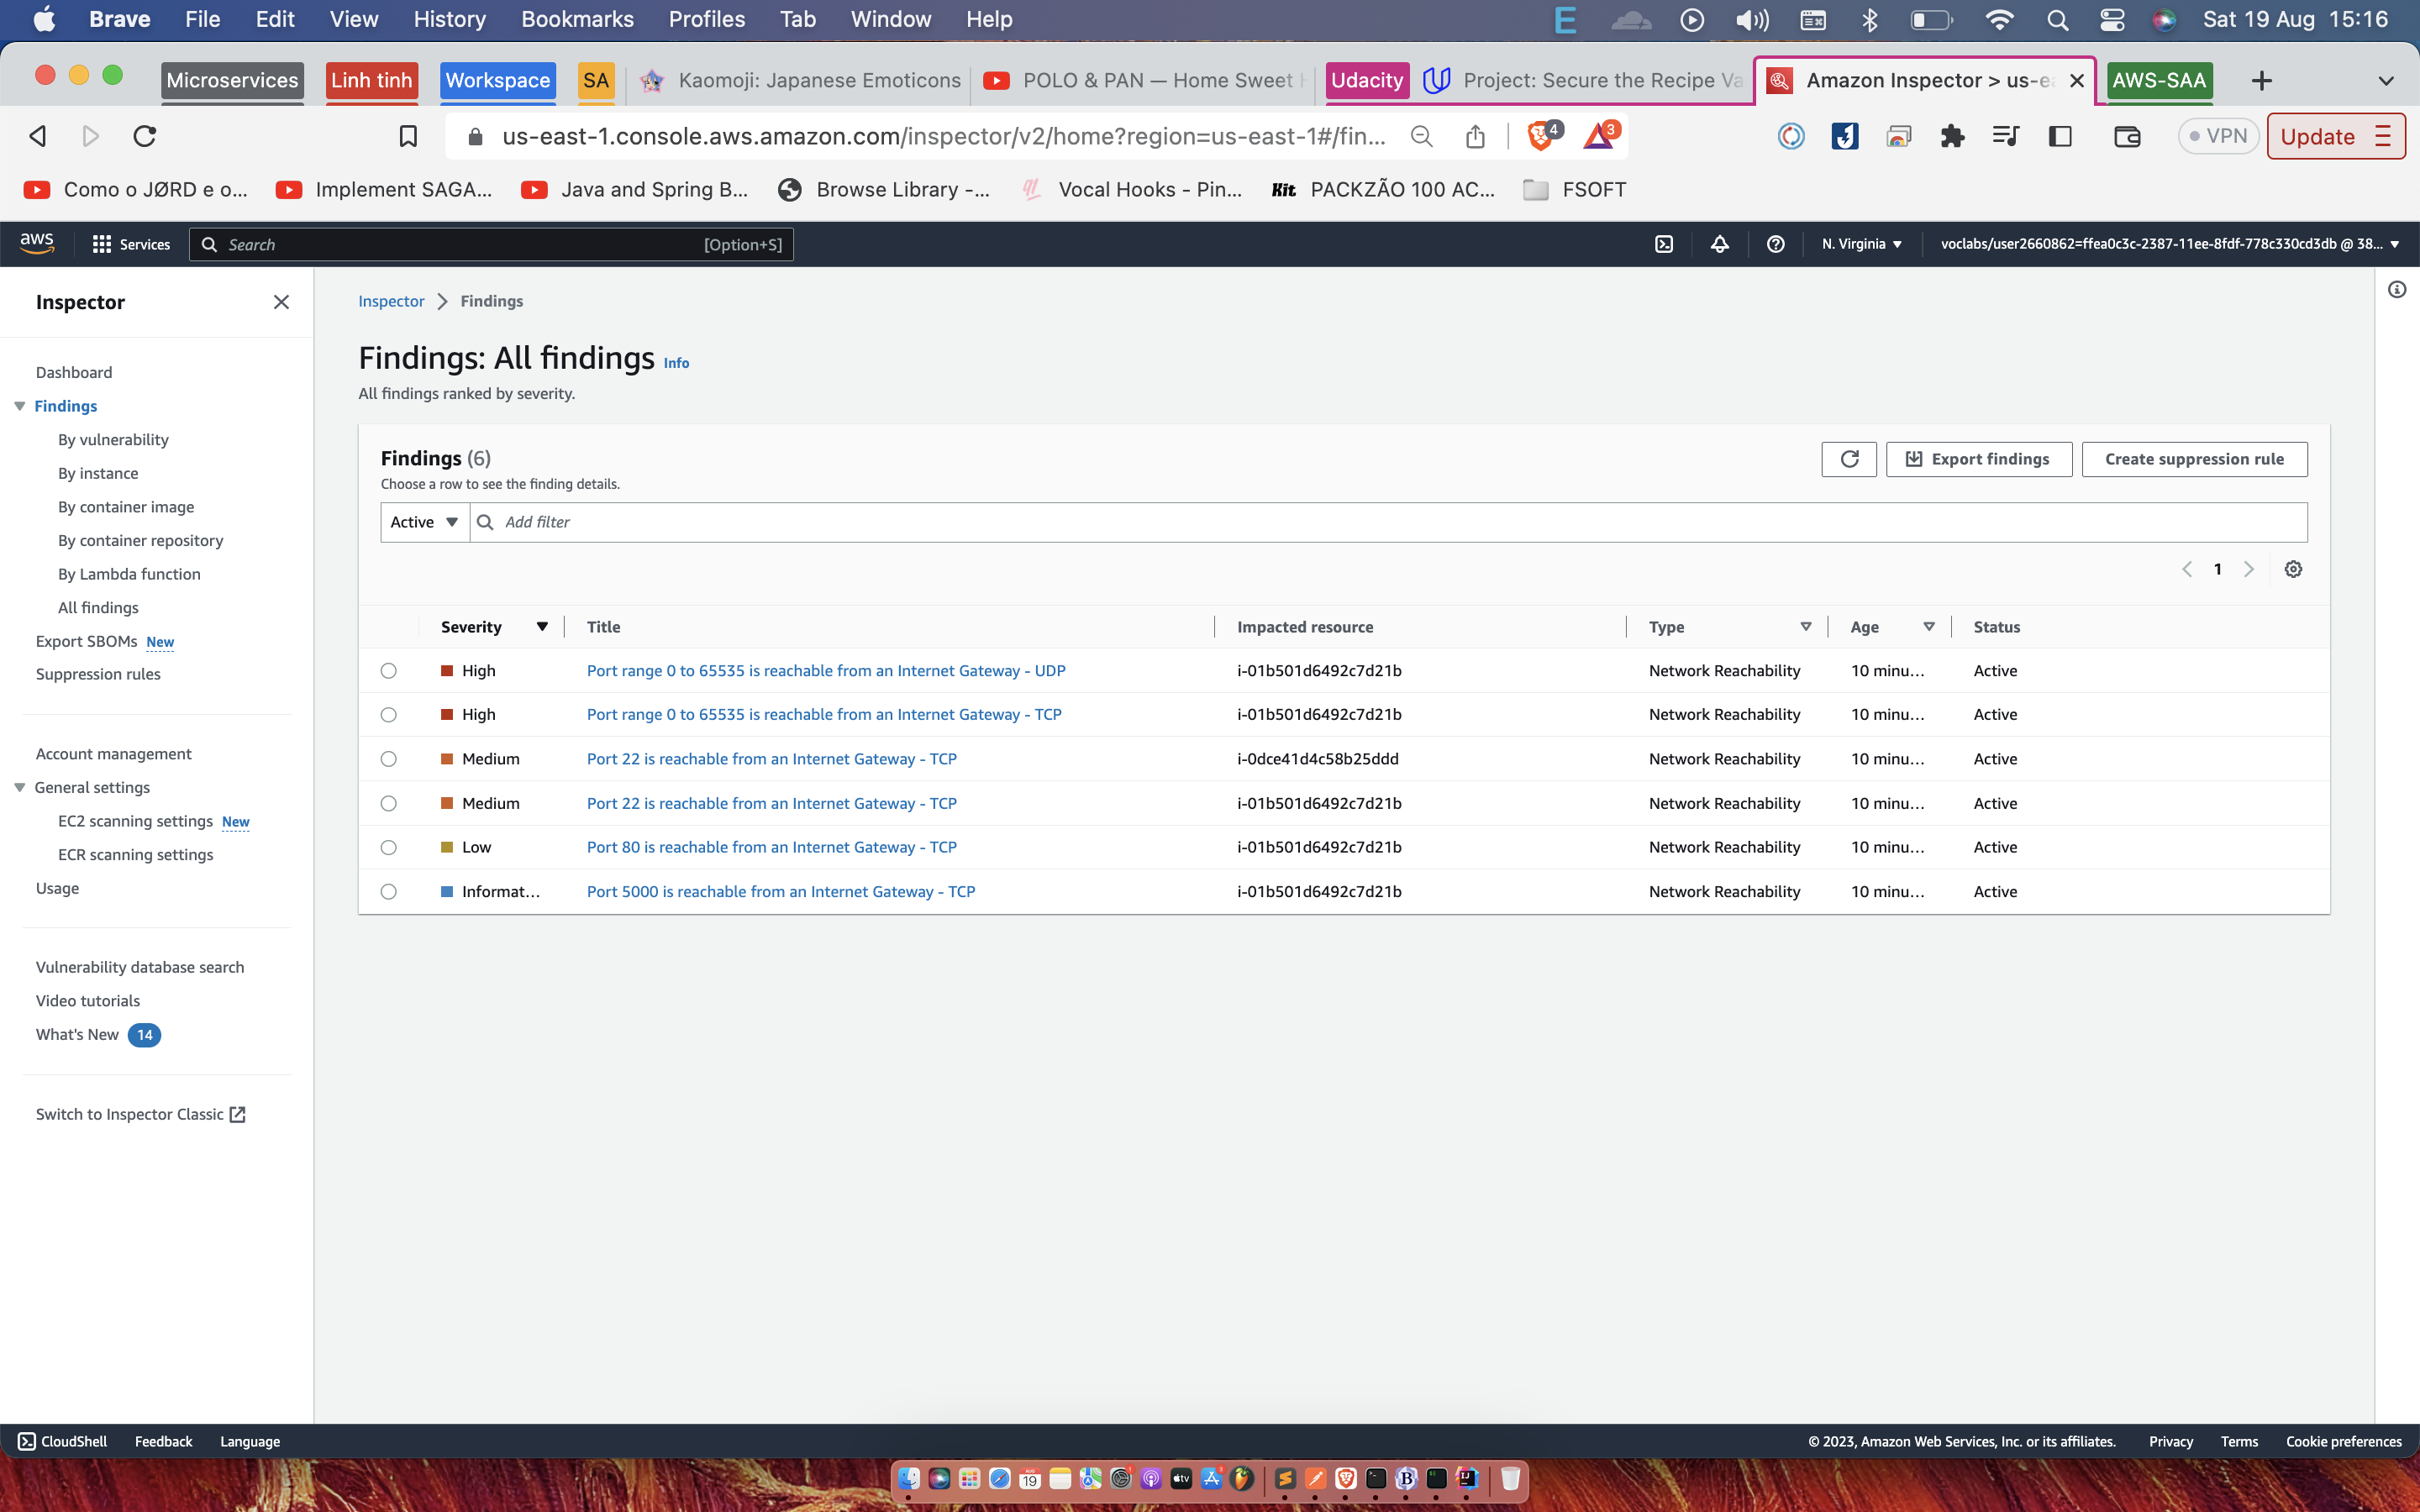 Brave File Edit View History Bookmarks Profiles Tab Window Help Sat 19 Aug 15:16
Microservices Linh tinh Workspace SA Kaomoji: Japanese Emoticons POLO & PAN — Home Sweet H Udacity Project: Secure the Recipe Va Amazon Inspector > us-ea AWS-SAA
us-east-1.console.aws.amazon.com/inspector/v2/home?region=us-east-1#/fin... 4 3 VPN Update
Como o JØRD e o... Implement SAGA... Java and Spring B... Browse Library -... Vocal Hooks - Pin... Kit PACKZÃO 100 AC... FSOFT
aws Services Search [Option+S] N. Virginia voclabs/user2660862=ffea0c3c-2387-11ee-8fdf-778c330cd3db @ 38...
Inspector
Dashboard
Findings
By vulnerability
By instance
By container image
By container repository
By Lambda function
All findings
Export SBOMs New
Suppression rules
Account management
General settings
EC2 scanning settings New
ECR scanning settings
Usage
Vulnerability database search
Video tutorials
What's New 14
Switch to Inspector Classic
Inspector Findings
Findings: All findings Info
All findings ranked by severity.
Findings (6) Export findings Create suppression rule
Choose a row to see the finding details.
Active Add filter
1
Severity Title Impacted resource Type Age Status
High Port range 0 to 65535 is reachable from an Internet Gateway - UDP i-01b501d6492c7d21b Network Reachability 10 minu... Active
High Port range 0 to 65535 is reachable from an Internet Gateway - TCP i-01b501d6492c7d21b Network Reachability 10 minu... Active
Medium Port 22 is reachable from an Internet Gateway - TCP i-0dce41d4c58b25ddd Network Reachability 10 minu... Active
Medium Port 22 is reachable from an Internet Gateway - TCP i-01b501d6492c7d21b Network Reachability 10 minu... Active
Low Port 80 is reachable from an Internet Gateway - TCP i-01b501d6492c7d21b Network Reachability 10 minu... Active
Informat... Port 5000 is reachable from an Internet Gateway - TCP i-01b501d6492c7d21b Network Reachability 10 minu... Active
CloudShell Feedback Language © 2023, Amazon Web Services, Inc. or its affiliates. Privacy Terms Cookie preferences
19 tv B IJ